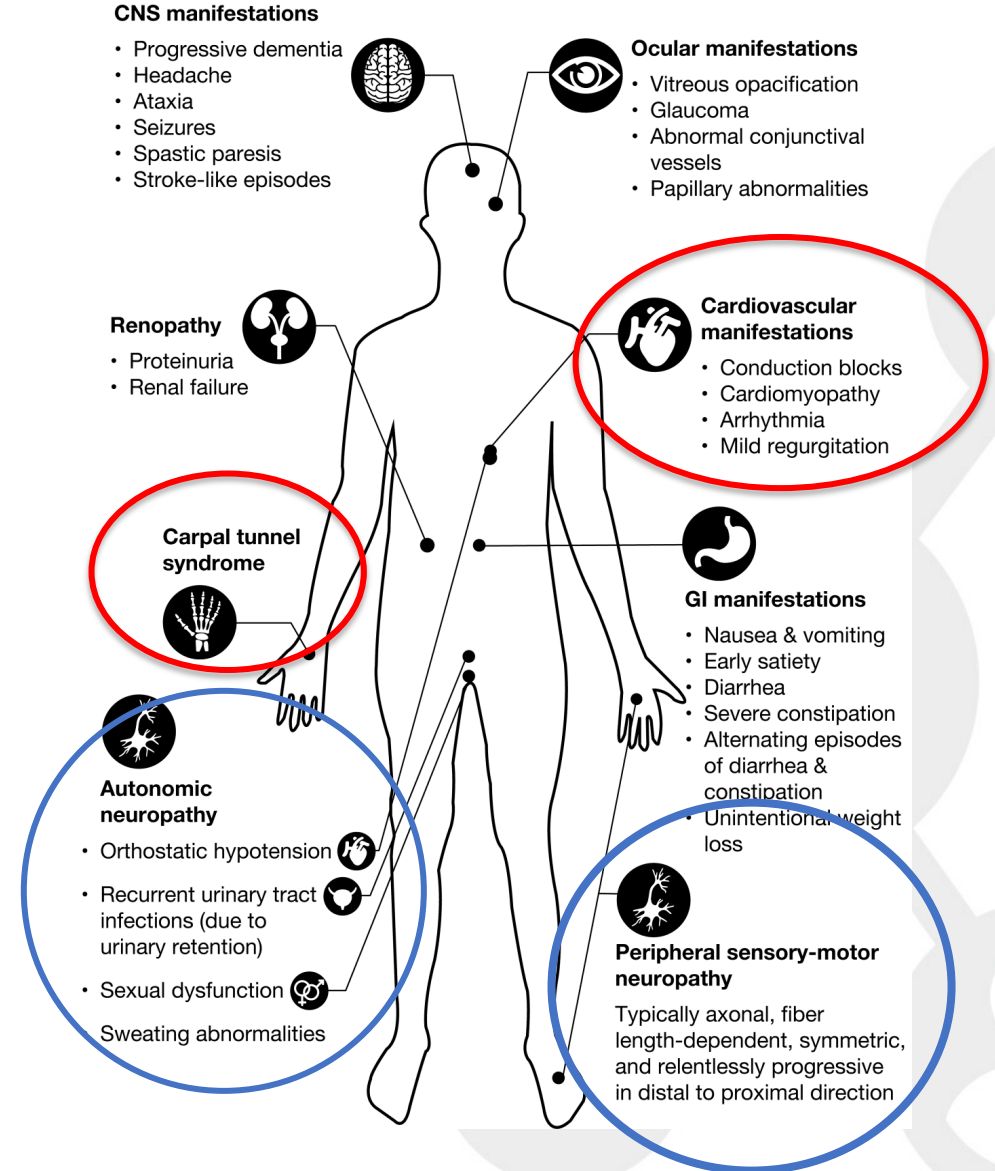 CNS manifestations
• Progressive dementia
• Headache
• Ataxia
• Seizures
• Spastic paresis
• Stroke-like episodes
Ocular manifestations
• Vitreous opacification
• Glaucoma
• Abnormal conjunctival
vessels
• Papillary abnormalities
Renopathy
• Proteinuria
• Renal failure
Cardiovascular
manifestations
• Conduction blocks
• Cardiomyopathy
• Arrhythmia
• Mild regurgitation
Carpal tunnel
syndrome
GI manifestations
• Nausea & vomiting
• Early satiety
• Diarrhea
• Severe constipation
• Alternating episodes
of diarrhea &
constipation
• Unintentional weight
loss
Autonomic
neuropathy
• Orthostatic hypotension
• Recurrent urinary tract
infections (due to
urinary retention)
• Sexual dysfunction
• Sweating abnormalities
Peripheral sensory-motor
neuropathy
Typically axonal, fiber
length-dependent, symmetric,
and relentlessly progressive
in distal to proximal direction